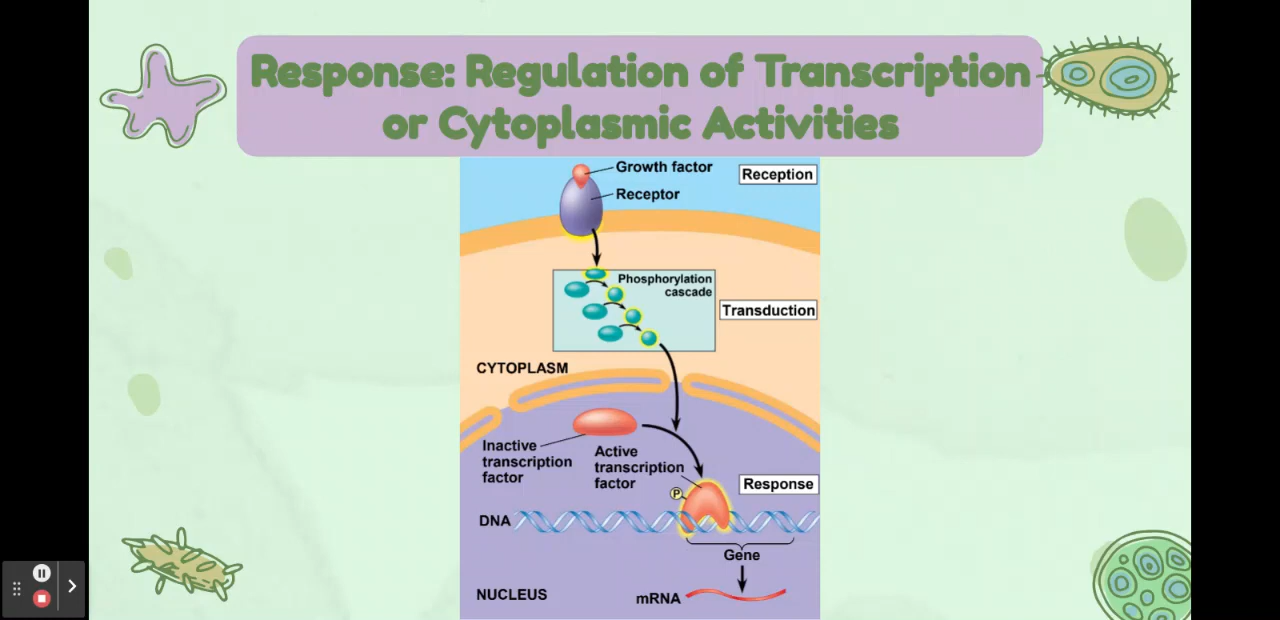 Response: Regulation of Transcription
or Cytoplasmic Activities
Growth factor
Reception
Receptor
Phosphorylation
cascade
Transduction
CYTOPLASM
Inactive
transcription
factor
Active
transcription
factor
Response
P
DNA
Gene
NUCLEUS
mRNA